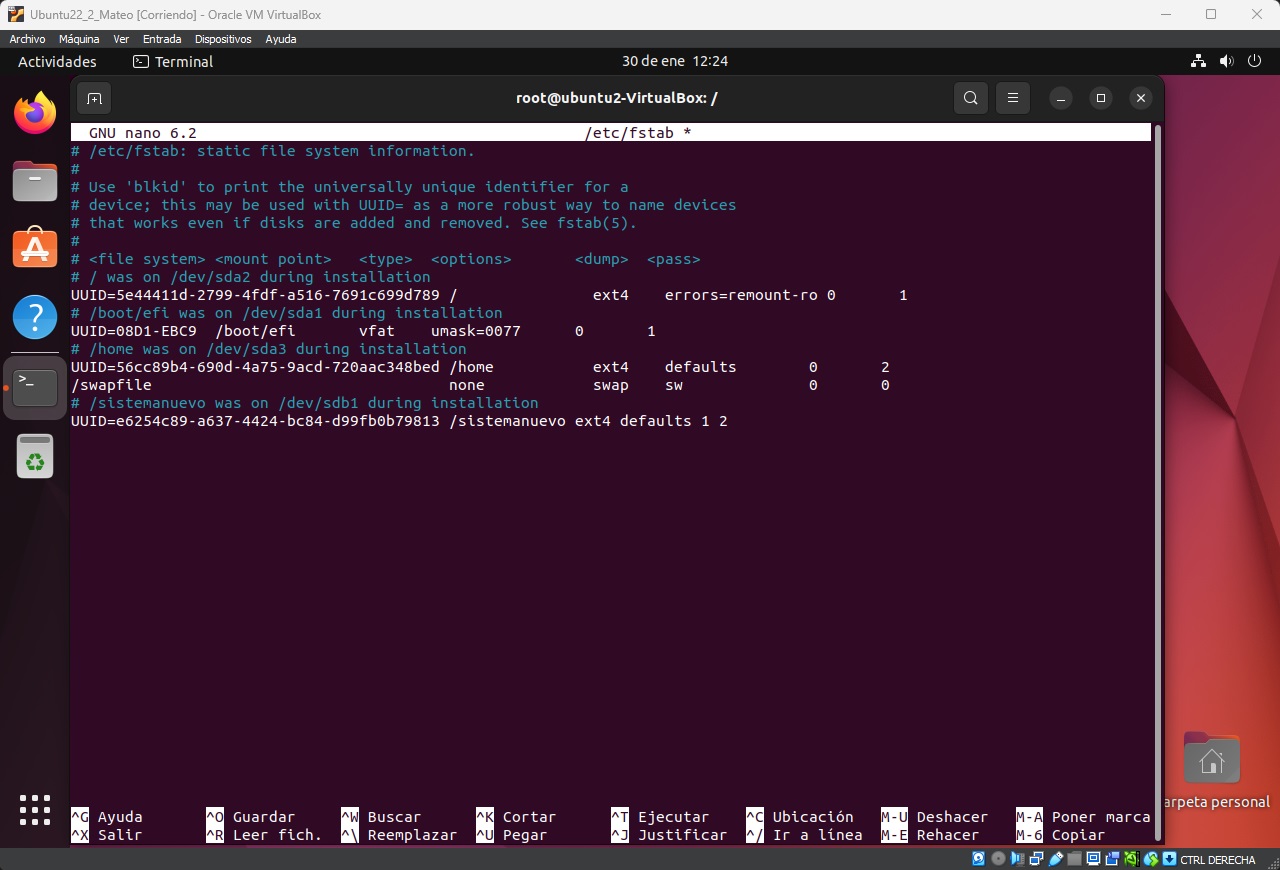 Ubuntu22_2_Mateo [Corriendo] - Oracle VM VirtualBox
Archivo Máquina Ver Entrada Dispositivos Ayuda
Actividades Terminal 30 de ene 12:24
root@ubuntu2-VirtualBox: /
GNU nano 6.2 /etc/fstab *
# /etc/fstab: static file system information.
#
# Use 'blkid' to print the universally unique identifier for a
# device; this may be used with UUID= as a more robust way to name devices
# that works even if disks are added and removed. See fstab(5).
#
# <file system> <mount point> <type> <options> <dump> <pass>
# / was on /dev/sda2 during installation
UUID=5e44411d-2799-4fdf-a516-7691c699d789 / ext4 errors=remount-ro 0 1
# /boot/efi was on /dev/sda1 during installation
UUID=08D1-EBC9 /boot/efi vfat umask=0077 0 1
# /home was on /dev/sda3 during installation
UUID=56cc89b4-690d-4a75-9acd-720aac348bed /home ext4 defaults 0 2
/swapfile none swap sw 0 0
# /sistemanuevo was on /dev/sdb1 during installation
UUID=e6254c89-a637-4424-bc84-d99fb0b79813 /sistemanuevo ext4 defaults 1 2
arpeta personal
^G Ayuda ^O Guardar ^W Buscar ^K Cortar ^T Ejecutar ^C Ubicación M-U Deshacer M-A Poner marca
^X Salir ^R Leer fich. ^\ Reemplazar ^U Pegar ^J Justificar ^/ Ir a línea M-E Rehacer M-6 Copiar
CTRL DERECHA